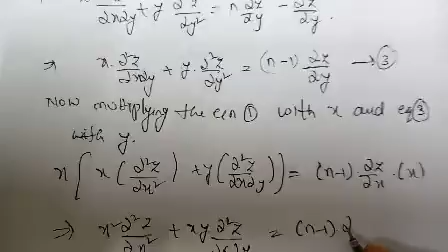 ∂x∂y + y ∂²z/∂y² = n ∂z/∂y − ∂z/∂y
⇒ x · ∂²z/∂x∂y + y · ∂²z/∂y² = (n−1) ∂z/∂y → ③
Now multiplying the eqn ① with x and eq ③
with y.
x [ x (∂²z/∂x²) + y (∂²z/∂x∂y) ] = (n−1) ∂z/∂x · (x)
⇒ x² ∂²z/∂x² + xy ∂²z/∂x∂y = (n−1) · ∂